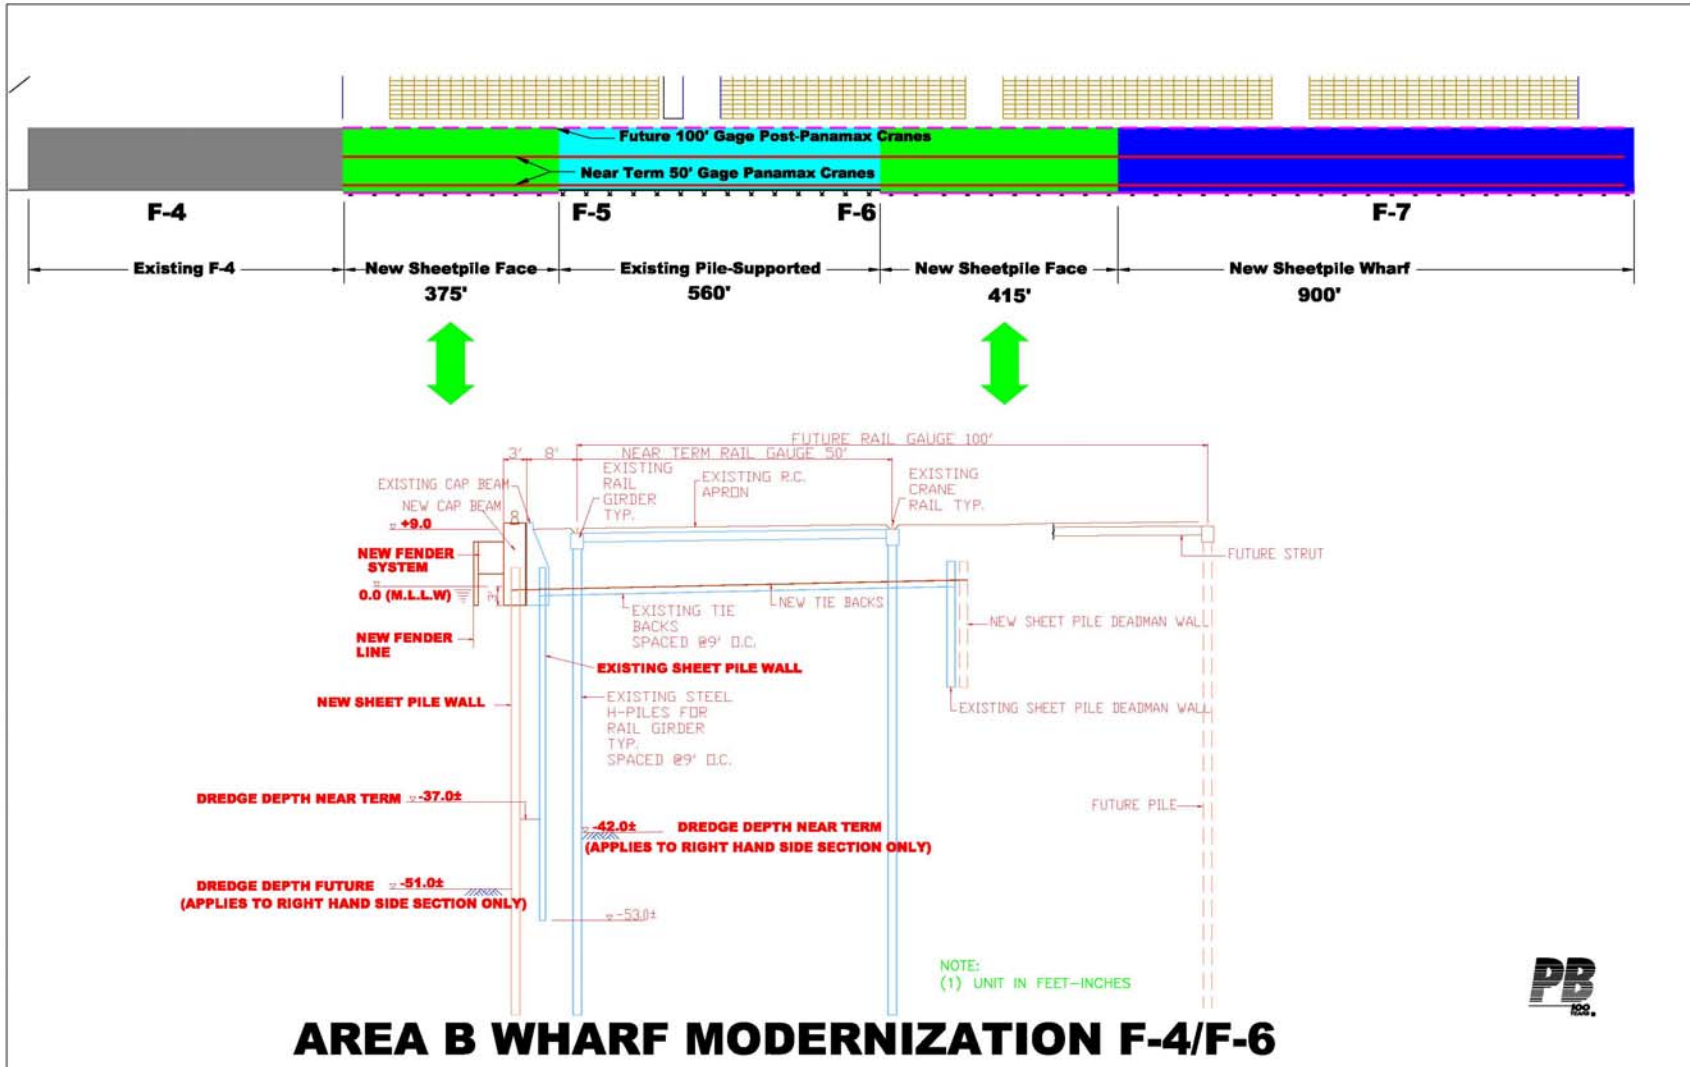 Future 100' Gage Post-Panamax Cranes
Near Term 50' Gage Panamax Cranes
F-4
F-5
F-6
F-7
Existing F-4
New Sheetpile Face
Existing Pile-Supported
New Sheetpile Face
New Sheetpile Wharf
375'
560'
415'
900'
FUTURE RAIL GAUGE 100'
3'
8'
NEAR TERM RAIL GAUGE 50'
EXISTING
RAIL
GIRDER
TYP.
EXISTING R.C.
APRON
EXISTING
CRANE
RAIL TYP.
EXISTING CAP BEAM
NEW CAP BEAM
+9.0
NEW FENDER
SYSTEM
FUTURE STRUT
0.0 (M.L.L.W)
3'
NEW TIE BACKS
EXISTING TIE
BACKS
SPACED @9' O.C.
NEW SHEET PILE DEADMAN WALL
NEW FENDER
LINE
EXISTING SHEET PILE WALL
NEW SHEET PILE WALL
EXISTING STEEL
H-PILES FOR
RAIL GIRDER
TYP.
SPACED @9' O.C.
EXISTING SHEET PILE DEADMAN WALL
DREDGE DEPTH NEAR TERM -37.0±
FUTURE PILE
-42.0± DREDGE DEPTH NEAR TERM
(APPLIES TO RIGHT HAND SIDE SECTION ONLY)
DREDGE DEPTH FUTURE -51.0±
(APPLIES TO RIGHT HAND SIDE SECTION ONLY)
-53.0±
NOTE:
(1) UNIT IN FEET-INCHES
PB
100
YEARS
AREA B WHARF MODERNIZATION F-4/F-6